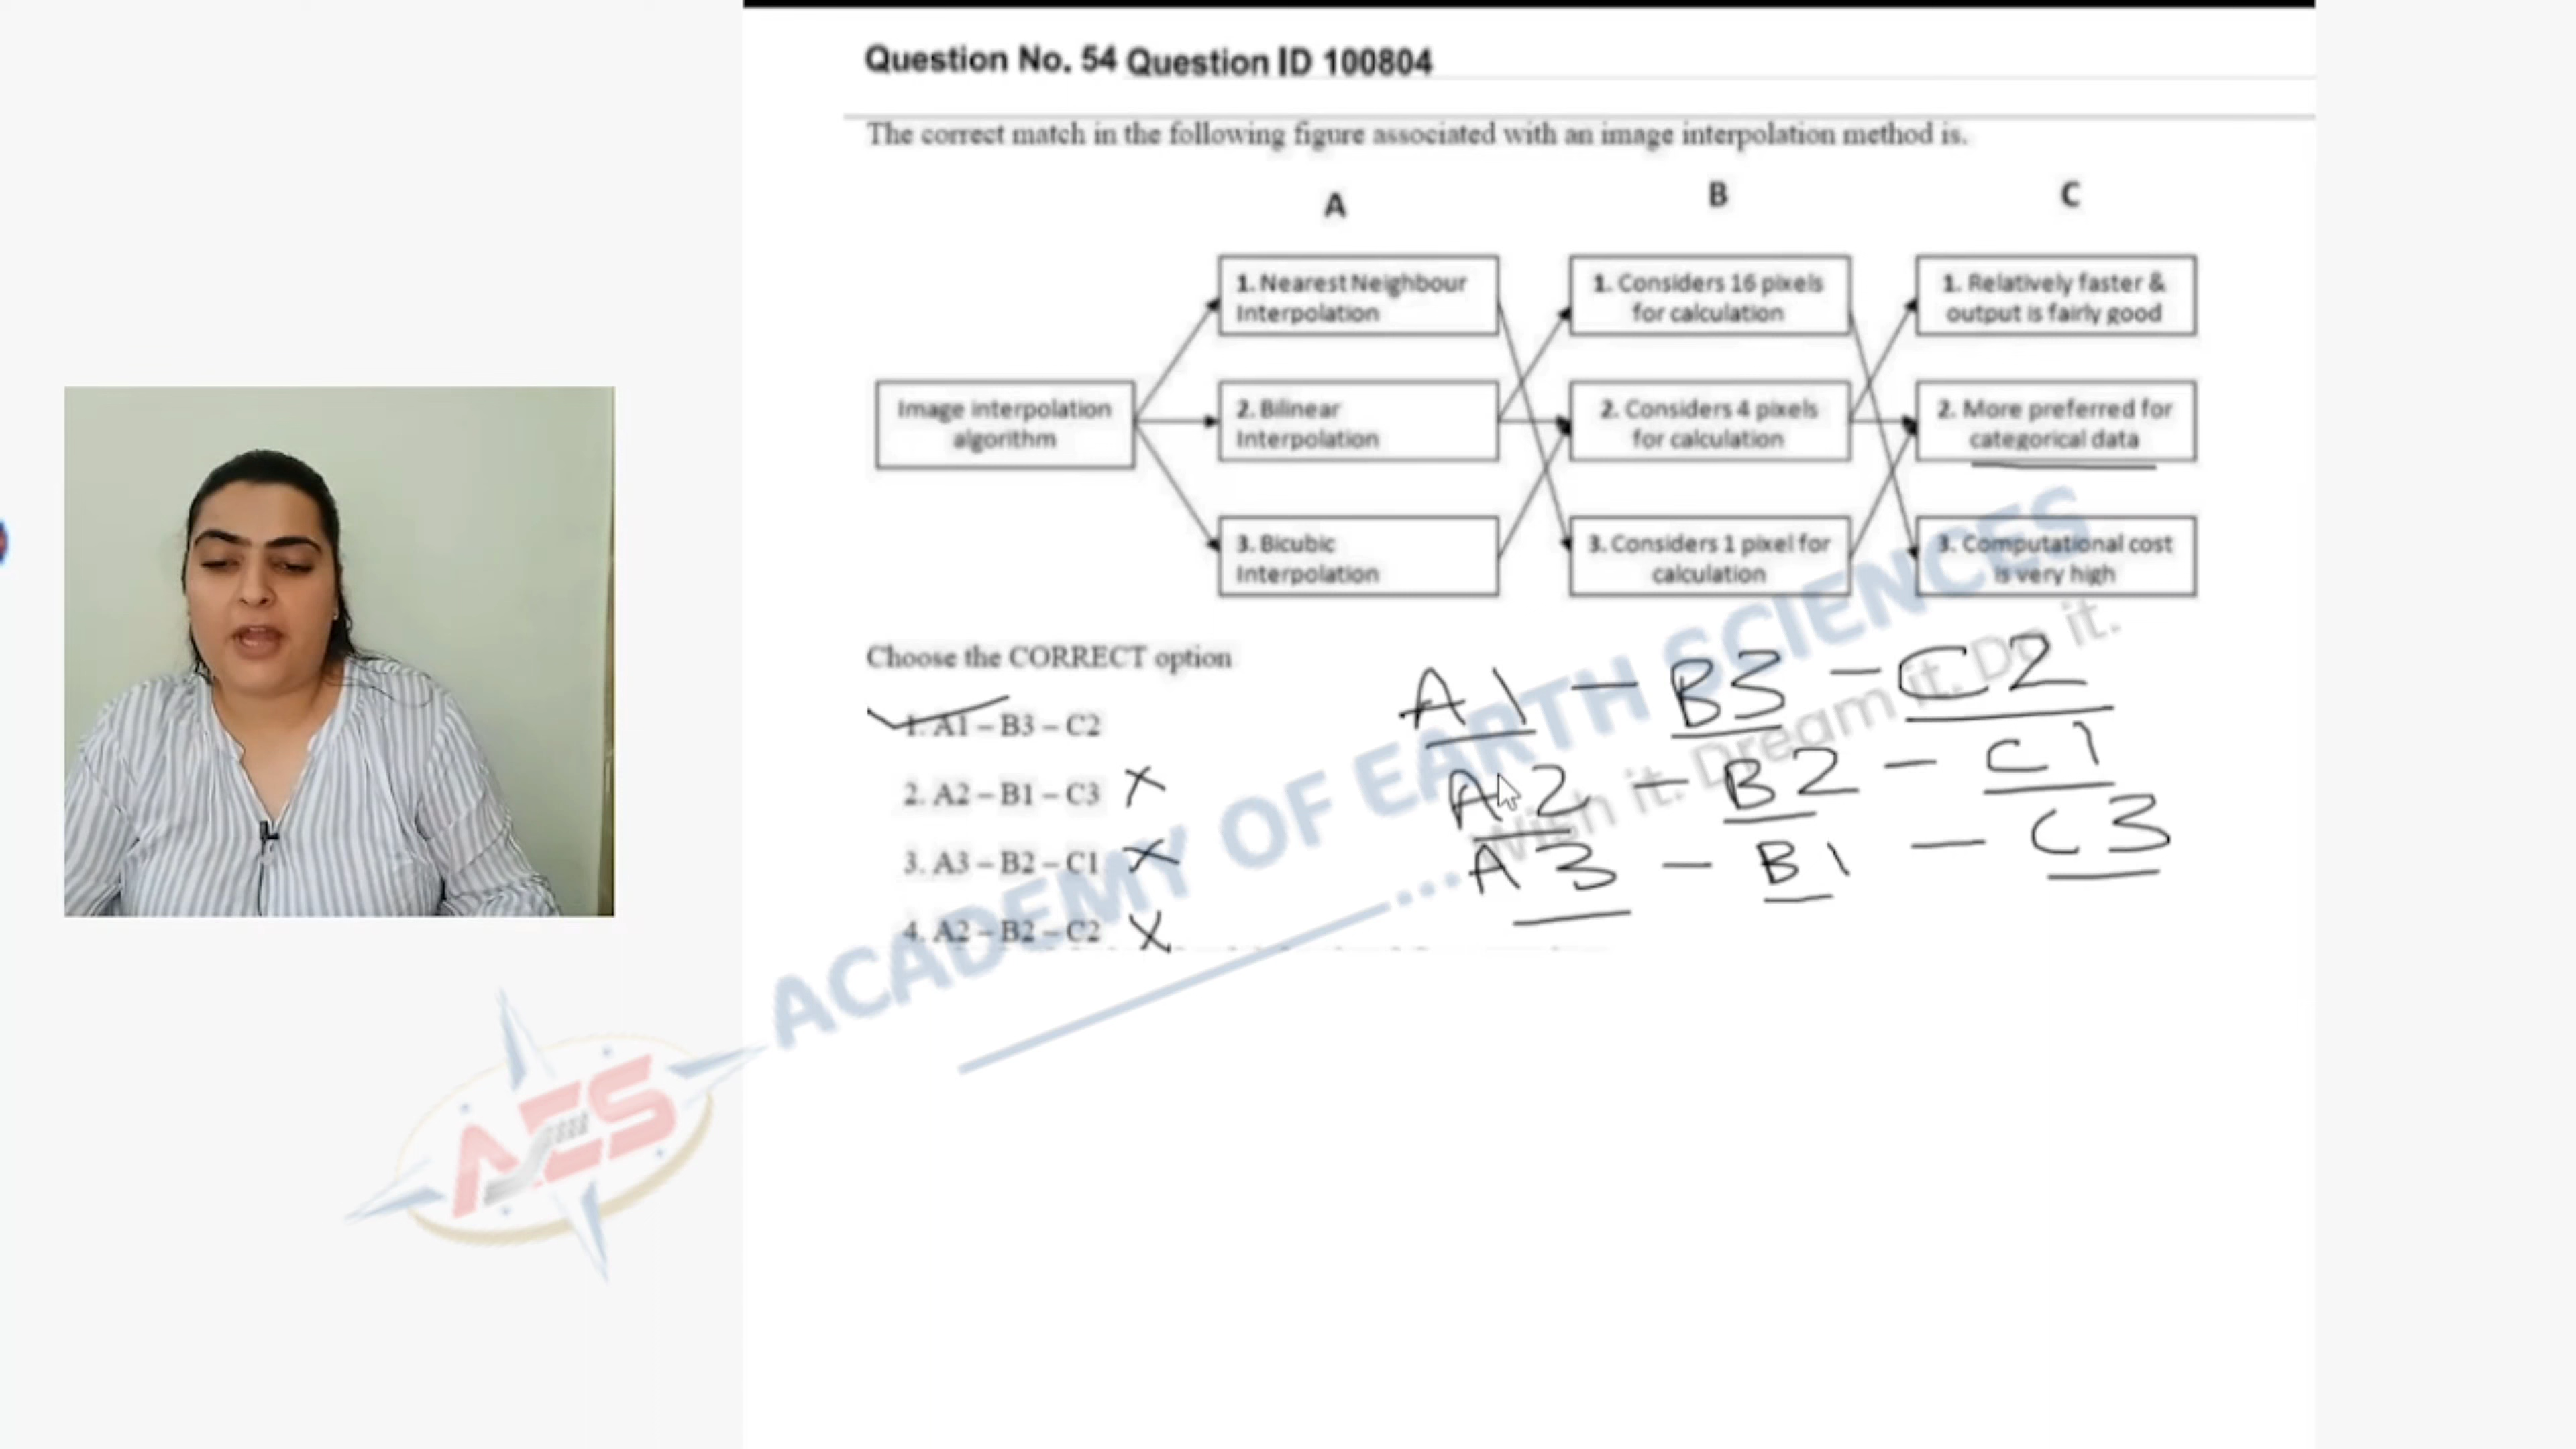 Question No. 54 Question ID 100804
The correct match in the following figure associated with an image interpolation method is.
A
B
C
Image interpolation
algorithm
1. Nearest Neighbour
Interpolation
2. Bilinear
Interpolation
3. Bicubic
Interpolation
1. Considers 16 pixels
for calculation
2. Considers 4 pixels
for calculation
3. Considers 1 pixel for
calculation
1. Relatively faster &
output is fairly good
2. More preferred for
categorical data
3. Computational cost
is very high
Choose the CORRECT option
1. A1 – B3 – C2
2. A2 – B1 – C3
3. A3 – B2 – C1
4. A2 – B2 – C2
A1 – B3 – C2
A2 – B2 – C1
A3 – B1 – C3
ACADEMY OF EARTH SCIENCES
....Wish it. Dream it. Do it.
AES